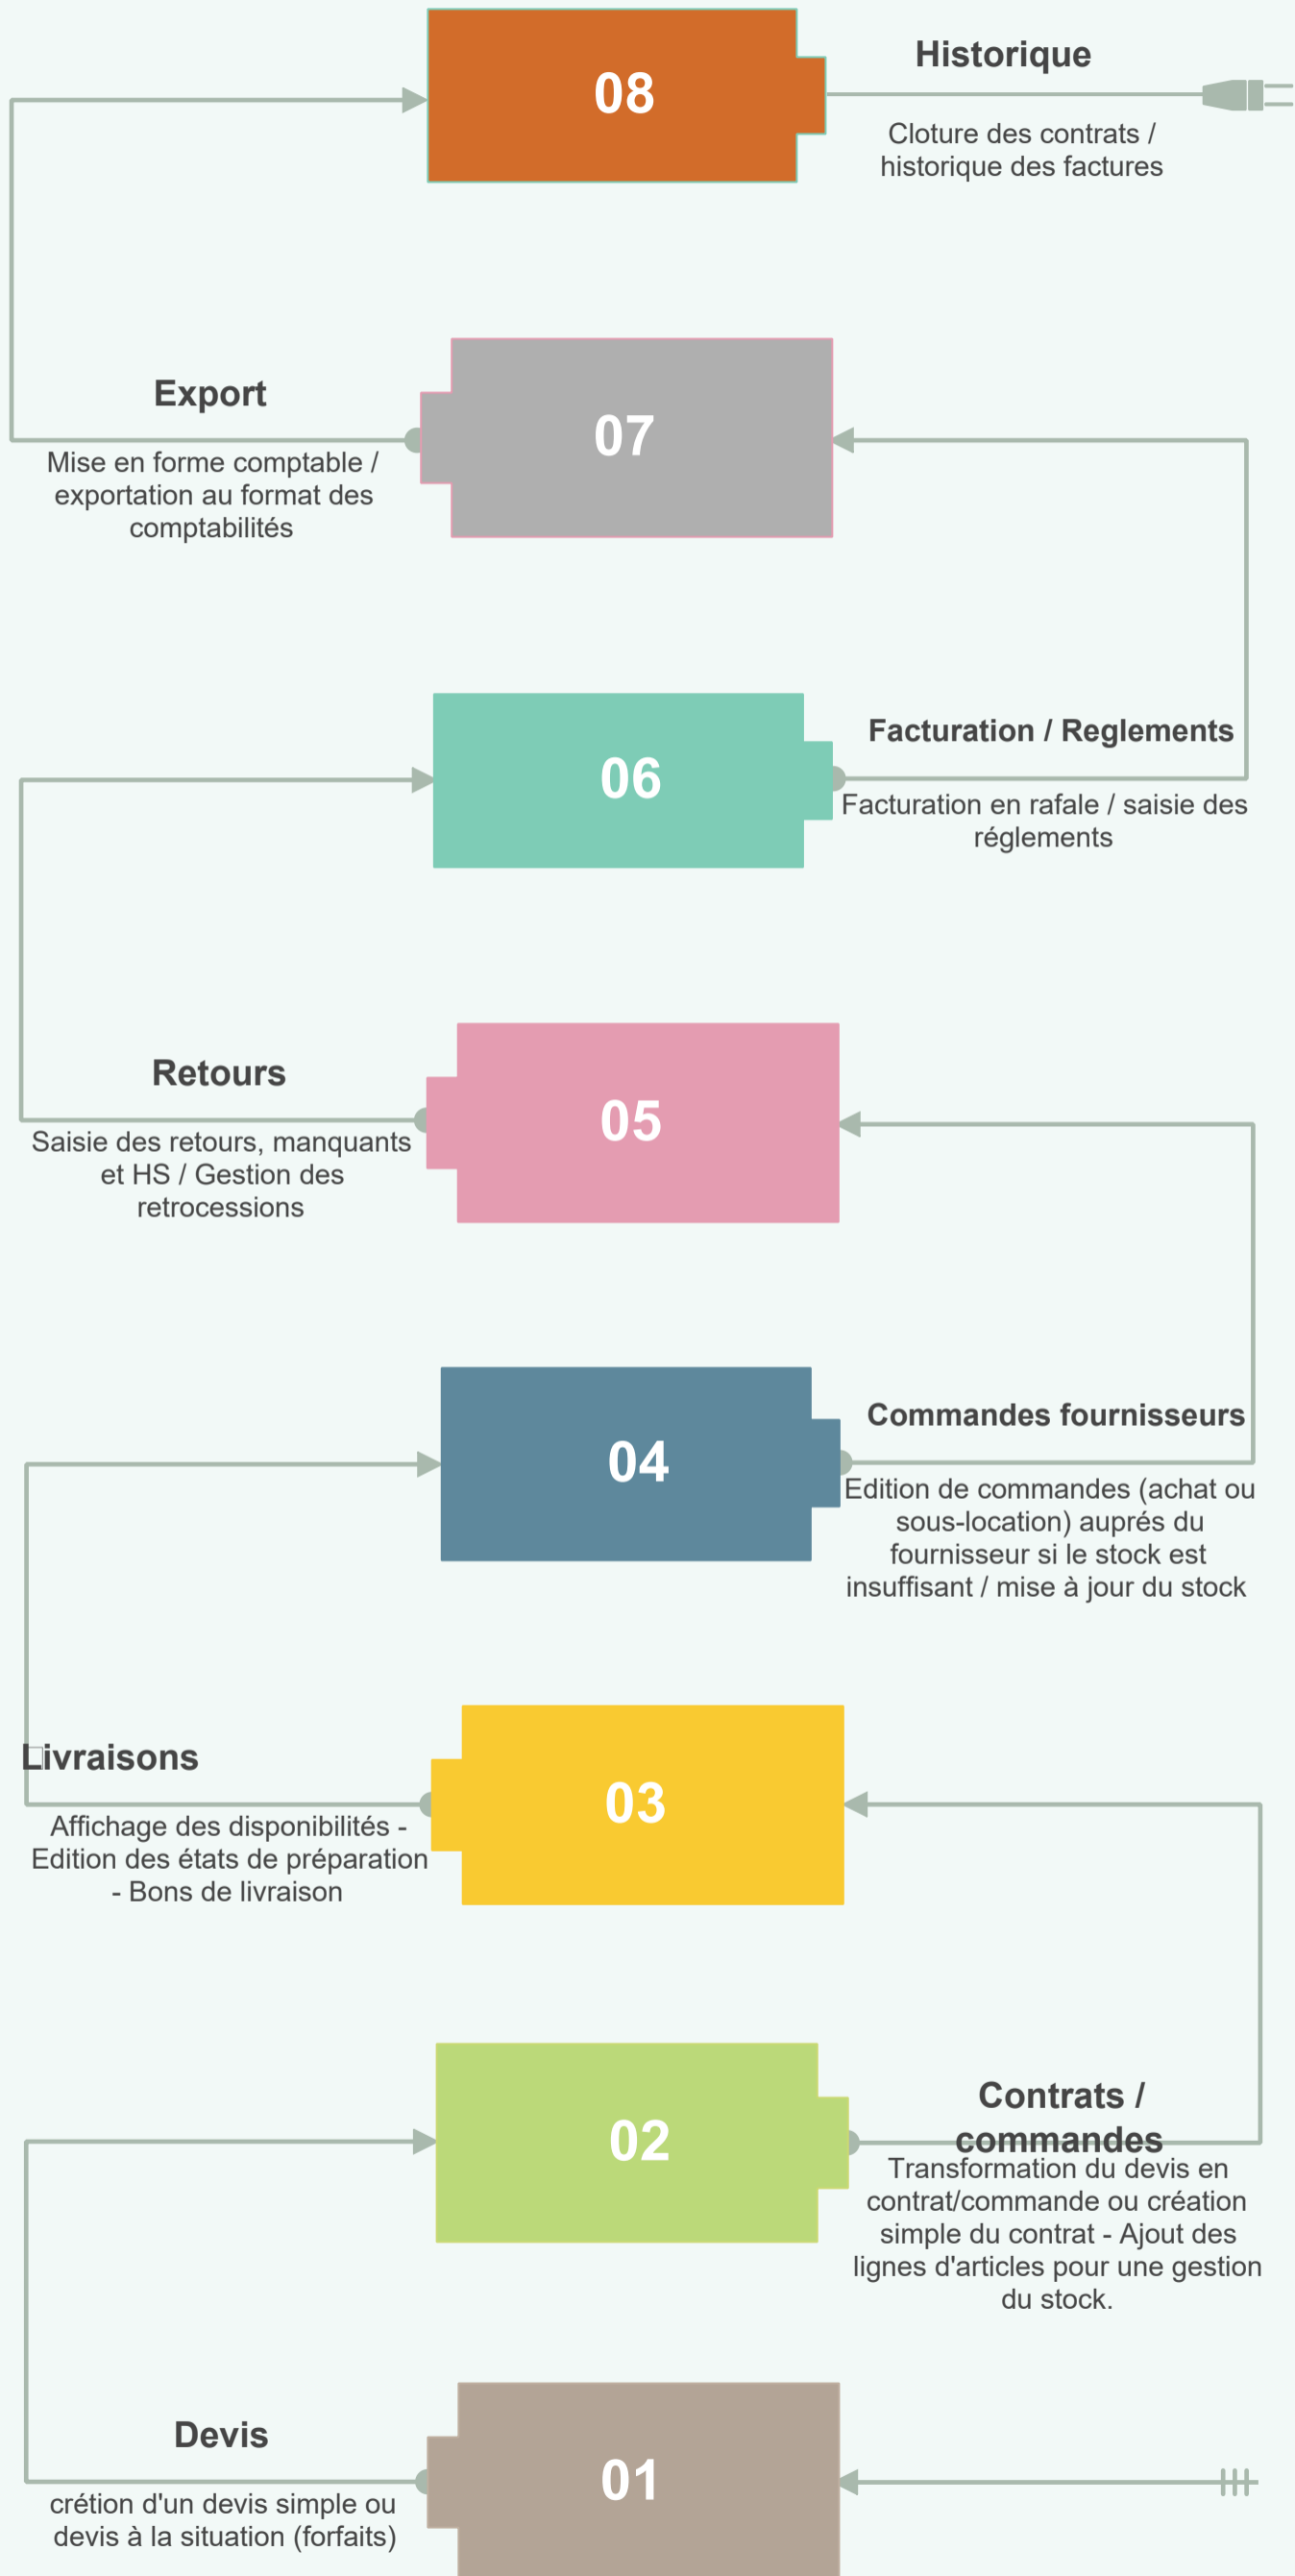 08
Historique
Cloture des contrats /
historique des factures
07
Export
Mise en forme comptable /
exportation au format des
comptabilités
06
Facturation / Reglements
Facturation en rafale / saisie des
réglements
05
Retours
Saisie des retours, manquants
et HS / Gestion des
retrocessions
04
Commandes fournisseurs
Edition de commandes (achat ou
sous-location) auprés du
fournisseur si le stock est
insuffisant / mise à jour du stock
03
Livraisons
Affichage des disponibilités -
Edition des états de préparation
- Bons de livraison
02
Contrats /
commandes
Transformation du devis en
contrat/commande ou création
simple du contrat - Ajout des
lignes d'articles pour une gestion
du stock.
01
Devis
crétion d'un devis simple ou
devis à la situation (forfaits)